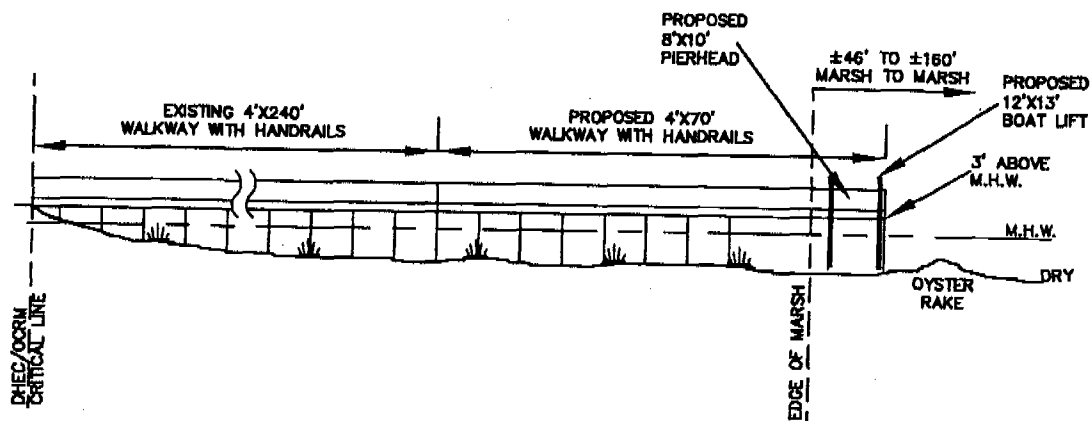 PROPOSED
8'X10'
PIERHEAD
±46' TO ±160'
MARSH TO MARSH
PROPOSED
12'X13'
BOAT LIFT
EXISTING 4'X240'
WALKWAY WITH HANDRAILS
PROPOSED 4'X70'
WALKWAY WITH HANDRAILS
3' ABOVE
M.H.W.
M.H.W.
DRY
OYSTER
RAKE
DHEC/OCRM
CRITICAL LINE
EDGE OF MARSH